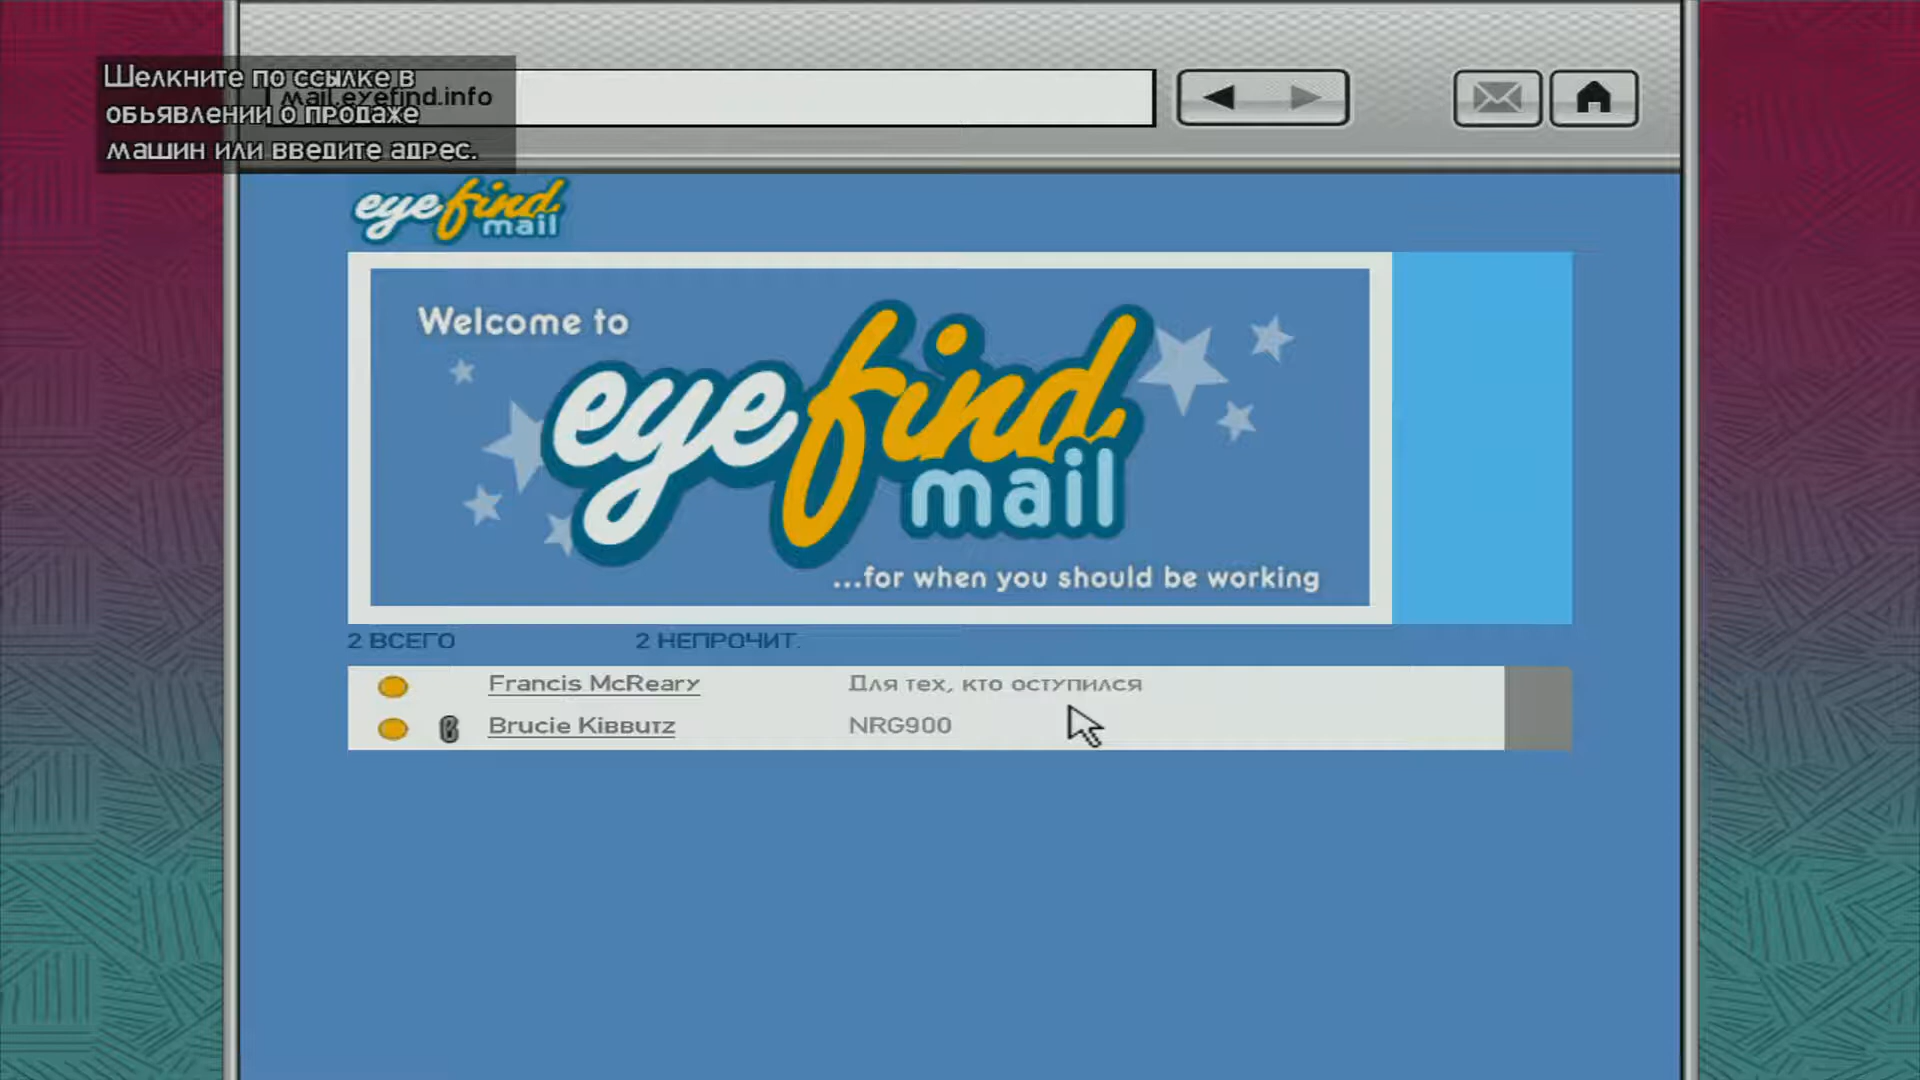 Шелкните по ссылке в
обьявлении о продаже
машин или введите адрес.
mail.eyefind.info
eyefind
mail
Welcome to
eyefind
mail
...for when you should be working
2 ВСЕГО 2 НЕПРОЧИТ.
Francis McReary Для тех, кто оступился
Brucie Kibbutz NRG900